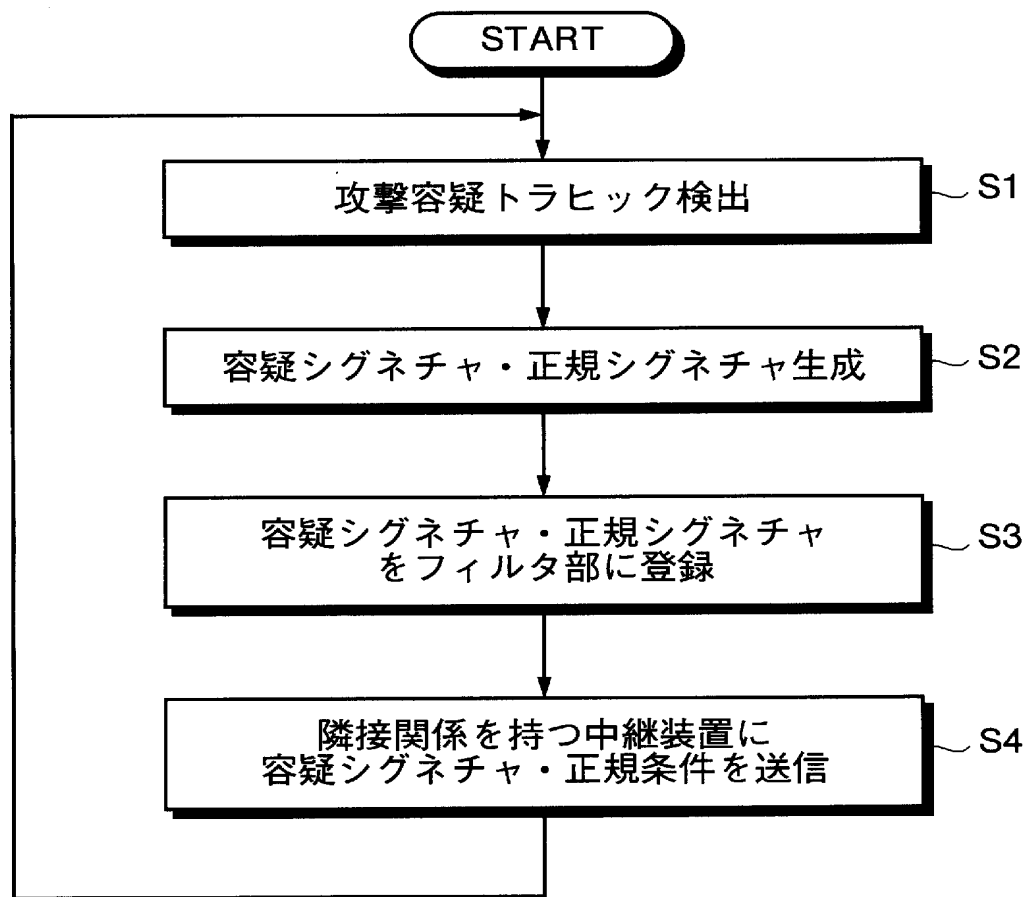 START
攻撃容疑トラヒック検出
S1
容疑シグネチャ・正規シグネチャ生成
S2
容疑シグネチャ・正規シグネチャ
をフィルタ部に登録
S3
隣接関係を持つ中継装置に
容疑シグネチャ・正規条件を送信
S4